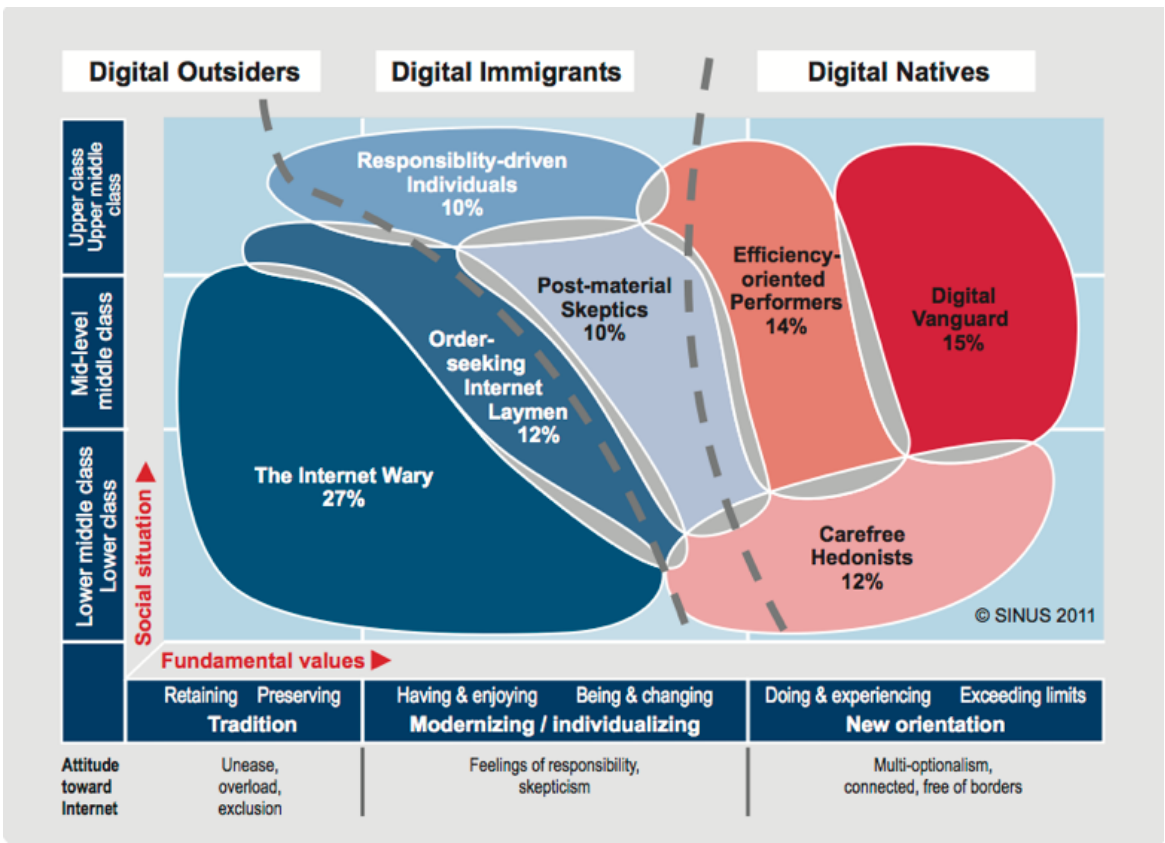 Digital Outsiders
Digital Immigrants
Digital Natives
Upper class
Upper middle
class
Mid-level
middle class
Lower middle class
Lower class
Social situation
Responsiblity-driven
Individuals
10%
Post-material
Skeptics
10%
Efficiency-
oriented
Performers
14%
Digital
Vanguard
15%
Order-
seeking
Internet
Laymen
12%
The Internet Wary
27%
Carefree
Hedonists
12%
© SINUS 2011
Fundamental values
Retaining Preserving
Tradition
Having & enjoying Being & changing
Modernizing / individualizing
Doing & experiencing Exceeding limits
New orientation
Attitude
toward
Internet
Unease,
overload,
exclusion
Feelings of responsibility,
skepticism
Multi-optionalism,
connected, free of borders